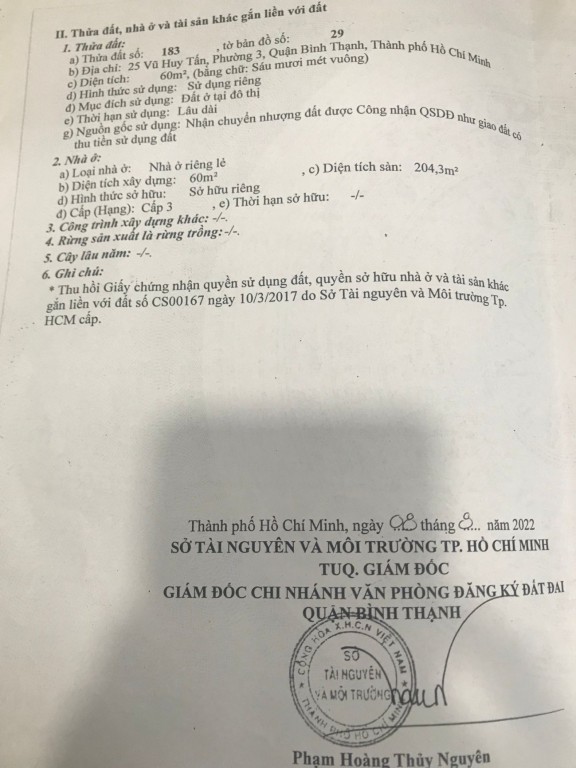 II. Thửa đất, nhà ở và tài sản khác gắn liền với đất
1. Thửa đất:
a) Thửa đất số: 183 , tờ bản đồ số: 29
b) Địa chỉ: 25 Vũ Huy Tấn, Phường 3, Quận Bình Thạnh, Thành phố Hồ Chí Minh
c) Diện tích: 60m², (bằng chữ: Sáu mươi mét vuông)
d) Hình thức sử dụng: Sử dụng riêng
đ) Mục đích sử dụng: Đất ở tại đô thị
e) Thời hạn sử dụng: Lâu dài
g) Nguồn gốc sử dụng: Nhận chuyển nhượng đất được Công nhận QSDĐ như giao đất có
thu tiền sử dụng đất
2. Nhà ở:
a) Loại nhà ở: Nhà ở riêng lẻ
b) Diện tích xây dựng: 60m² , c) Diện tích sàn: 204,3m²
d) Hình thức sở hữu: Sở hữu riêng
đ) Cấp (Hạng): Cấp 3 , e) Thời hạn sở hữu: -/-
3. Công trình xây dựng khác: -/-.
4. Rừng sản xuất là rừng trồng: -/-.
5. Cây lâu năm: -/-.
6. Ghi chú:
* Thu hồi Giấy chứng nhận quyền sử dụng đất, quyền sở hữu nhà ở và tài sản khác
gắn liền với đất số CS00167 ngày 10/3/2017 do Sở Tài nguyên và Môi trường Tp.
HCM cấp.
Thành phố Hồ Chí Minh, ngày 08 tháng 8... năm 2022
SỞ TÀI NGUYÊN VÀ MÔI TRƯỜNG TP. HỒ CHÍ MINH
TUQ. GIÁM ĐỐC
GIÁM ĐỐC CHI NHÁNH VĂN PHÒNG ĐĂNG KÝ ĐẤT ĐAI
QUẬN BÌNH THẠNH
CỘNG HÒA X.H.C.N VIỆT NAM
SỞ
TÀI NGUYÊN
VÀ MÔI TRƯỜNG
THÀNH PHỐ HỒ CHÍ MINH
Phạm Hoàng Thủy Nguyên